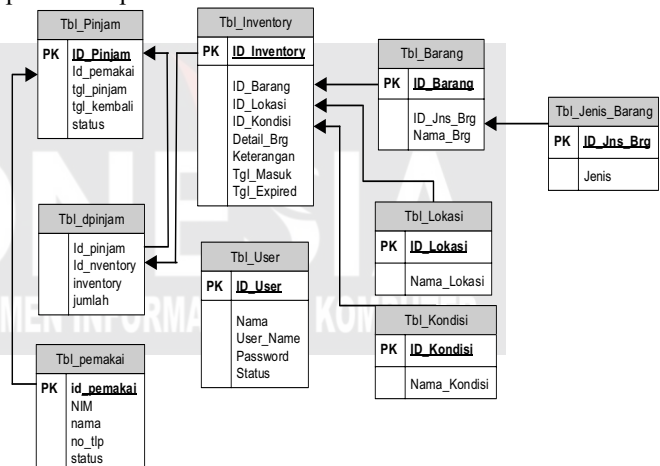 Tbl_Pinjam
PK ID_Pinjam
Id_pemakai
tgl_pinjam
tgl_kembali
status
Tbl_Inventory
PK ID_Inventory
ID_Barang
ID_Lokasi
ID_Kondisi
Detail_Brg
Keterangan
Tgl_Masuk
Tgl_Expired
Tbl_Barang
PK ID_Barang
ID_Jns_Brg
Nama_Brg
Tbl_Jenis_Barang
PK ID_Jns_Brg
Jenis
Tbl_dpinjam
Id_pinjam
Id_nventory
inventory
jumlah
Tbl_User
PK ID_User
Nama
User_Name
Password
Status
Tbl_Lokasi
PK ID_Lokasi
Nama_Lokasi
Tbl_Kondisi
PK ID_Kondisi
Nama_Kondisi
Tbl_pemakai
PK id_pemakai
NIM
nama
no_tlp
status